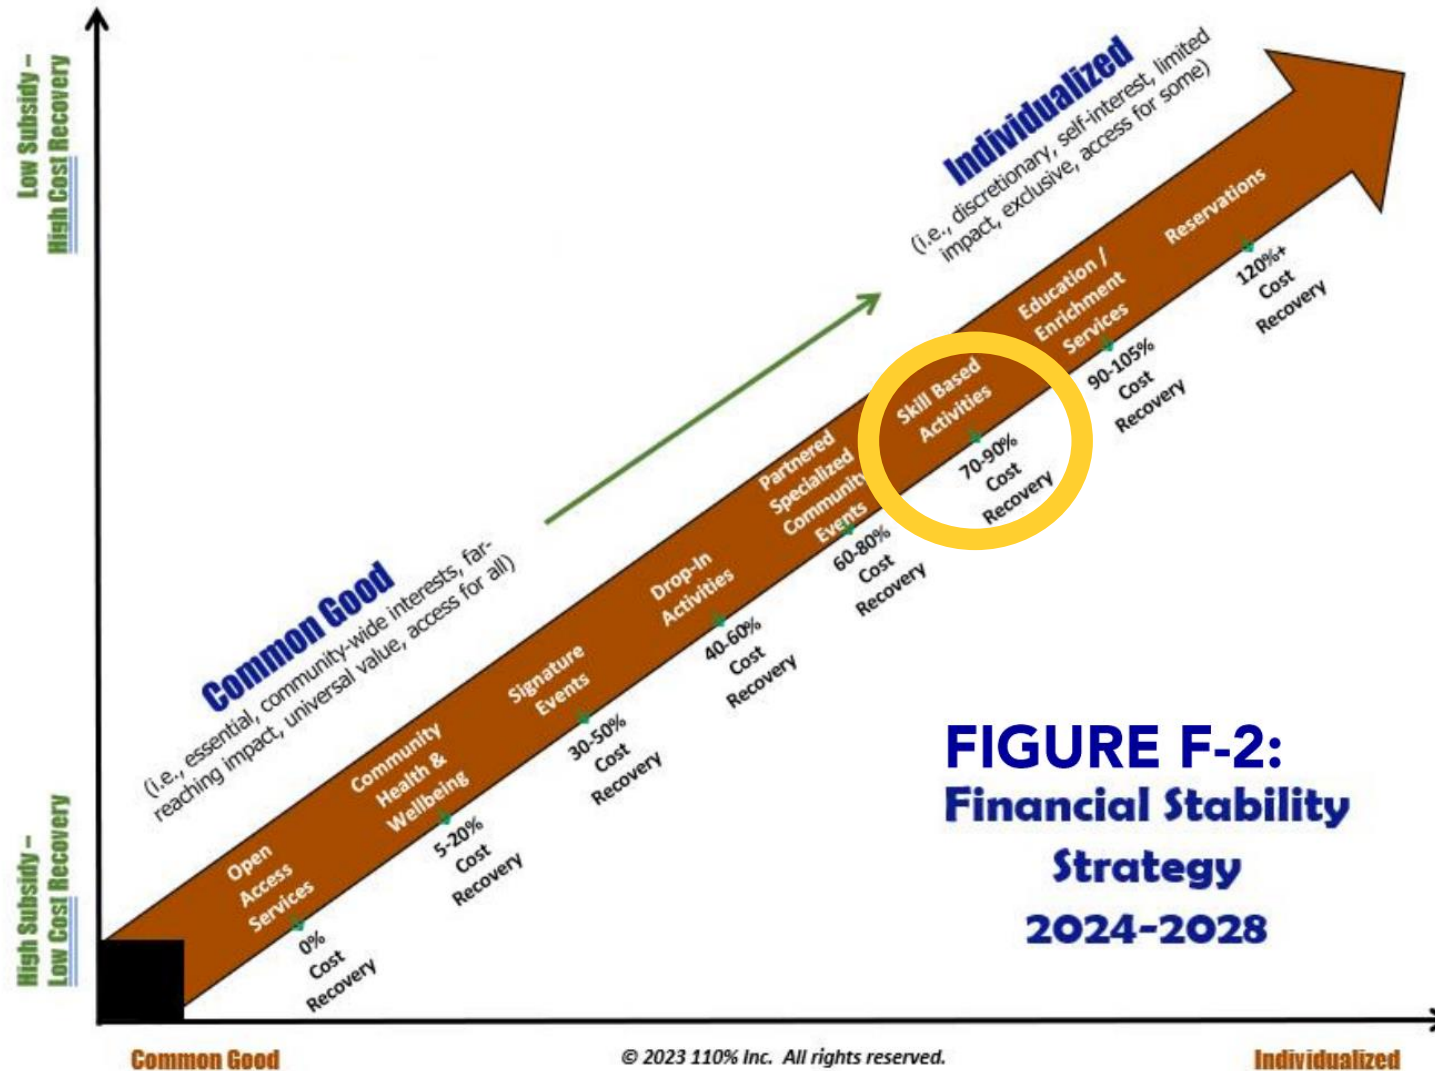 Low Subsidy –
High Cost Recovery
Individualized
(i.e., discretionary, self-interest, limited
impact, exclusive, access for some)
Reservations
120%+
Cost
Recovery
Education /
Enrichment
Services
90-105%
Cost
Recovery
Skill Based
Activities
70-90%
Cost
Recovery
Partnered
Specialized
Community
Events
60-80%
Cost
Recovery
Drop-In
Activities
40-60%
Cost
Recovery
Common Good
(i.e., essential, community-wide interests, far-
reaching impact, universal value, access for all)
Signature
Events
30-50%
Cost
Recovery
Community
Health &
Wellbeing
5-20%
Cost
Recovery
Open
Access
Services
0%
Cost
Recovery
High Subsidy –
Low Cost Recovery
FIGURE F-2:
Financial Stability
Strategy
2024-2028
Common Good
© 2023 110% Inc. All rights reserved.
Individualized